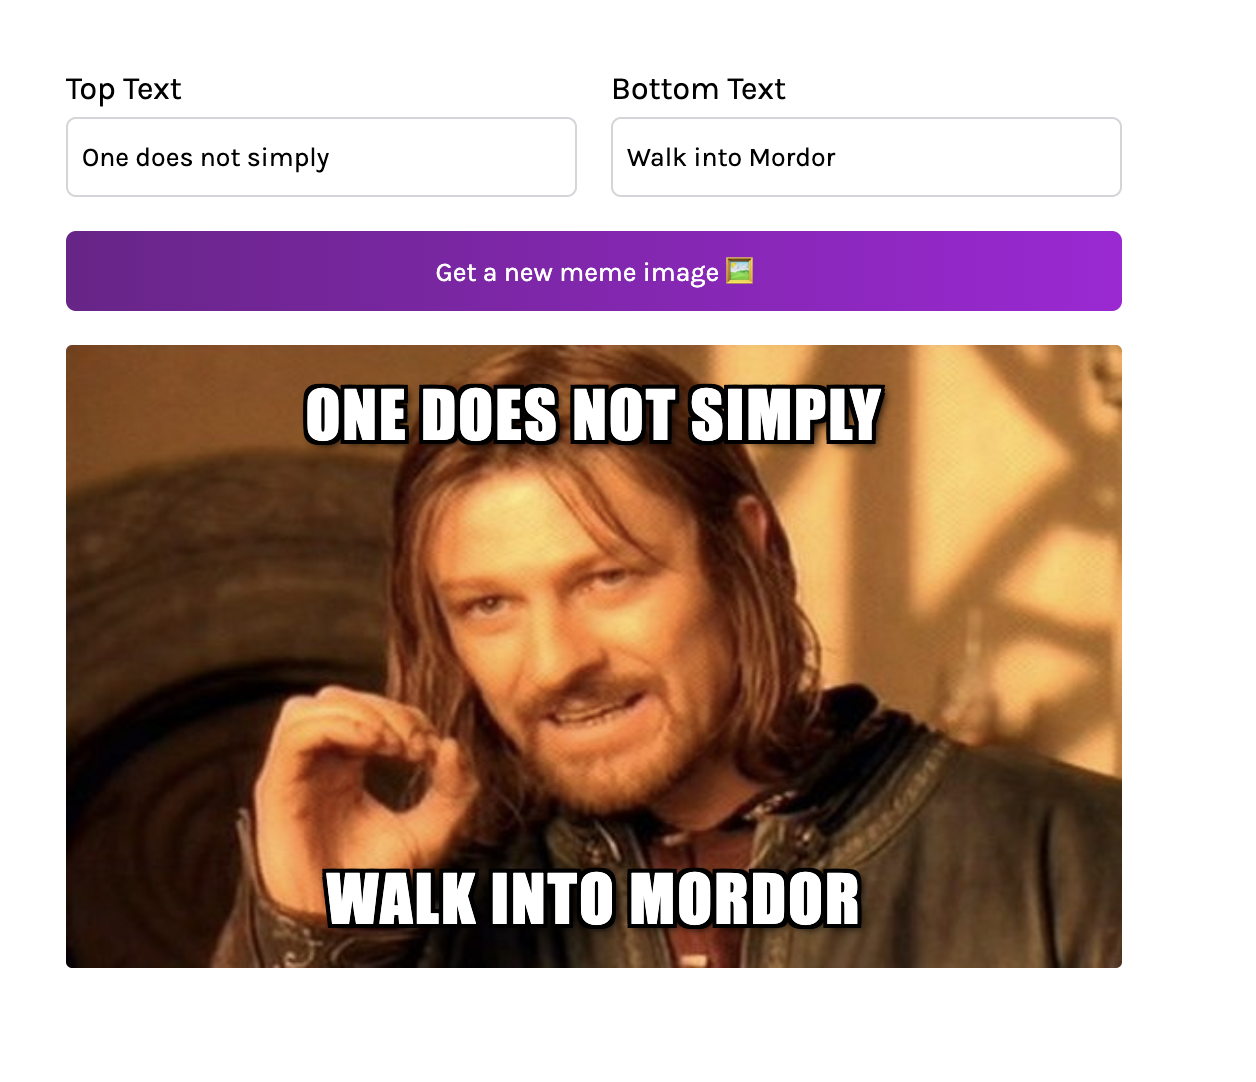 Top Text
Bottom Text
One does not simply
Walk into Mordor
Get a new meme image 🖼️
ONE DOES NOT SIMPLY
WALK INTO MORDOR